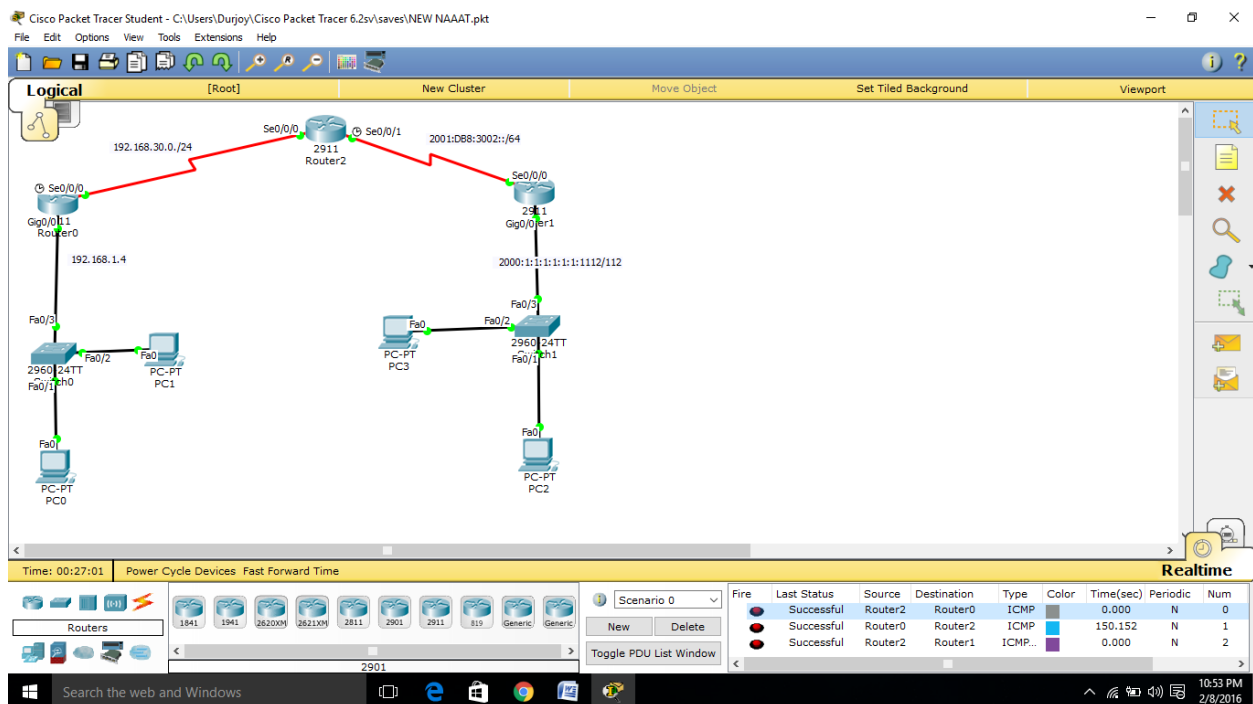 Cisco Packet Tracer Student - C:\Users\Durjoy\Cisco Packet Tracer 6.2sv\saves\NEW NAAAT.pkt
File Edit Options View Tools Extensions Help
Logical [Root] New Cluster Move Object Set Tiled Background Viewport
Se0/0/0 Se0/0/1
2911
Router2
192.168.30.0./24
2001:DB8:3002::/64
Se0/0/0
Se0/0/0
2911
Gig0/0
Gig0/0
Router0
192.168.1.4
2000:1:1:1:1:1:1:1112/112
Fa0/3
Fa0/3
Fa0/2
Fa0
2960-24TT
Fa0/1
PC-PT
PC3
Fa0/2
Fa0
2960-24TT
Fa0/1
PC-PT
PC1
Fa0
PC-PT
PC2
Fa0
PC-PT
PC0
Time: 00:27:01 Power Cycle Devices Fast Forward Time Realtime
Routers
1841 1941 2620XM 2621XM 2811 2901 2911 819 Generic Generic
2901
Scenario 0
New Delete
Toggle PDU List Window
Fire Last Status Source Destination Type Color Time(sec) Periodic Num
Successful Router2 Router0 ICMP 0.000 N 0
Successful Router0 Router2 ICMP 150.152 N 1
Successful Router2 Router1 ICMP... 0.000 N 2
Search the web and Windows
10:53 PM
2/8/2016